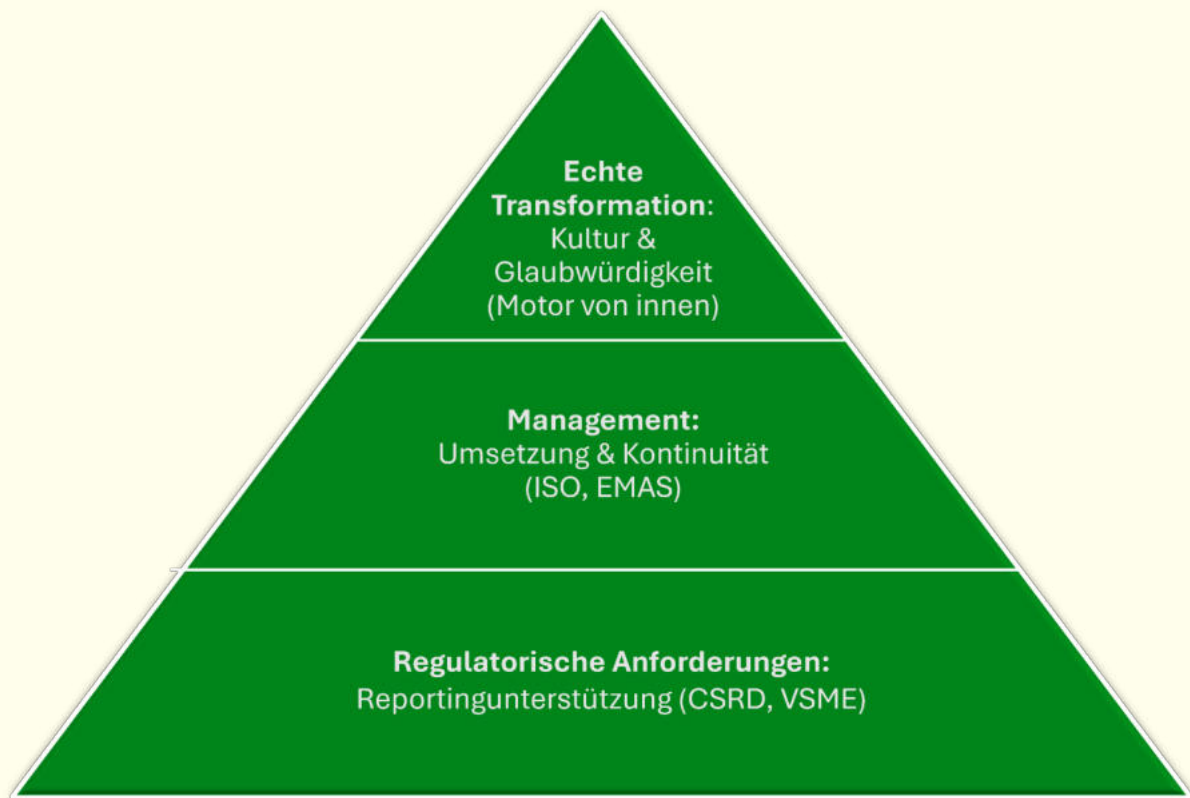 Echte
Transformation:
Kultur &
Glaubwürdigkeit
(Motor von innen)
Management:
Umsetzung & Kontinuität
(ISO, EMAS)
Regulatorische Anforderungen:
Reportingunterstützung (CSRD, VSME)